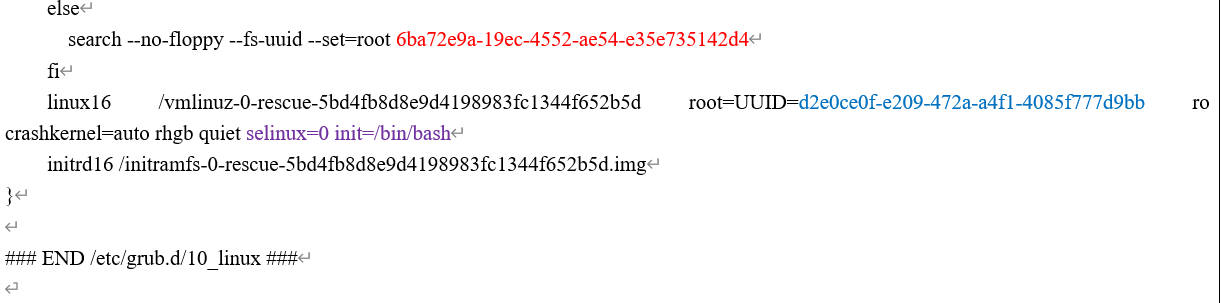 else
search --no-floppy --fs-uuid --set=root 6ba72e9a-19ec-4552-ae54-e35e735142d4
fi
linux16 /vmlinuz-0-rescue-5bd4fb8d8e9d4198983fc1344f652b5d root=UUID=d2e0ce0f-e209-472a-a4f1-4085f777d9bb ro
crashkernel=auto rhgb quiet selinux=0 init=/bin/bash
initrd16 /initramfs-0-rescue-5bd4fb8d8e9d4198983fc1344f652b5d.img
}
### END /etc/grub.d/10_linux ###